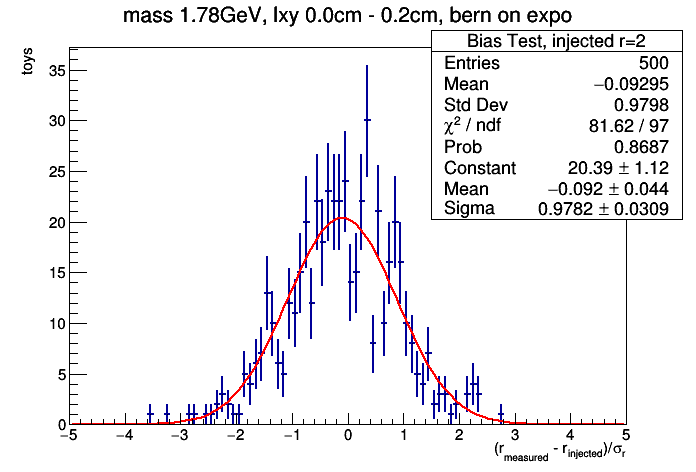 mass 1.78GeV, lxy 0.0cm - 0.2cm, bern on expo
Bias Test, injected r=2
Entries 500
Mean −0.09295
Std Dev 0.9798
χ² / ndf 81.62 / 97
Prob 0.8687
Constant 20.39 ± 1.12
Mean −0.092 ± 0.044
Sigma 0.9782 ± 0.0309
toys
35
30
25
20
15
10
5
0
−5 −4 −3 −2 −1 0 1 2 3 4 5
(r_measured - r_injected)/σ_r